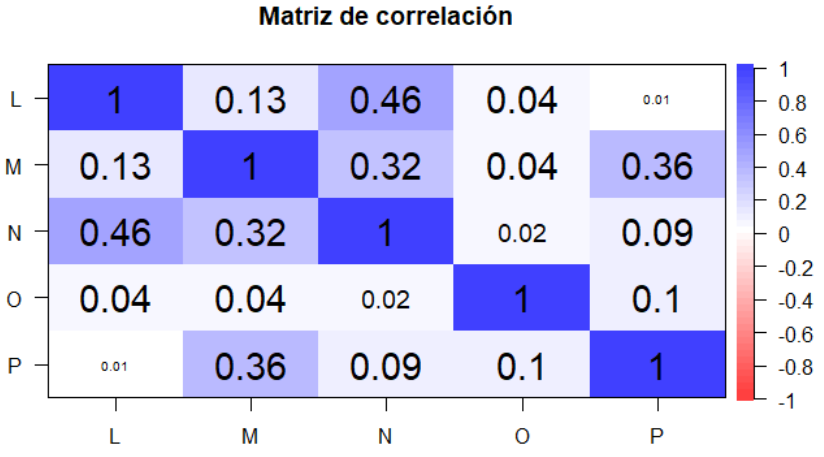 Matriz de correlación
L 1 0.13 0.46 0.04 0.01
M 0.13 1 0.32 0.04 0.36
N 0.46 0.32 1 0.02 0.09
O 0.04 0.04 0.02 1 0.1
P 0.01 0.36 0.09 0.1 1
L M N O P
1
0.8
0.6
0.4
0.2
0
-0.2
-0.4
-0.6
-0.8
-1